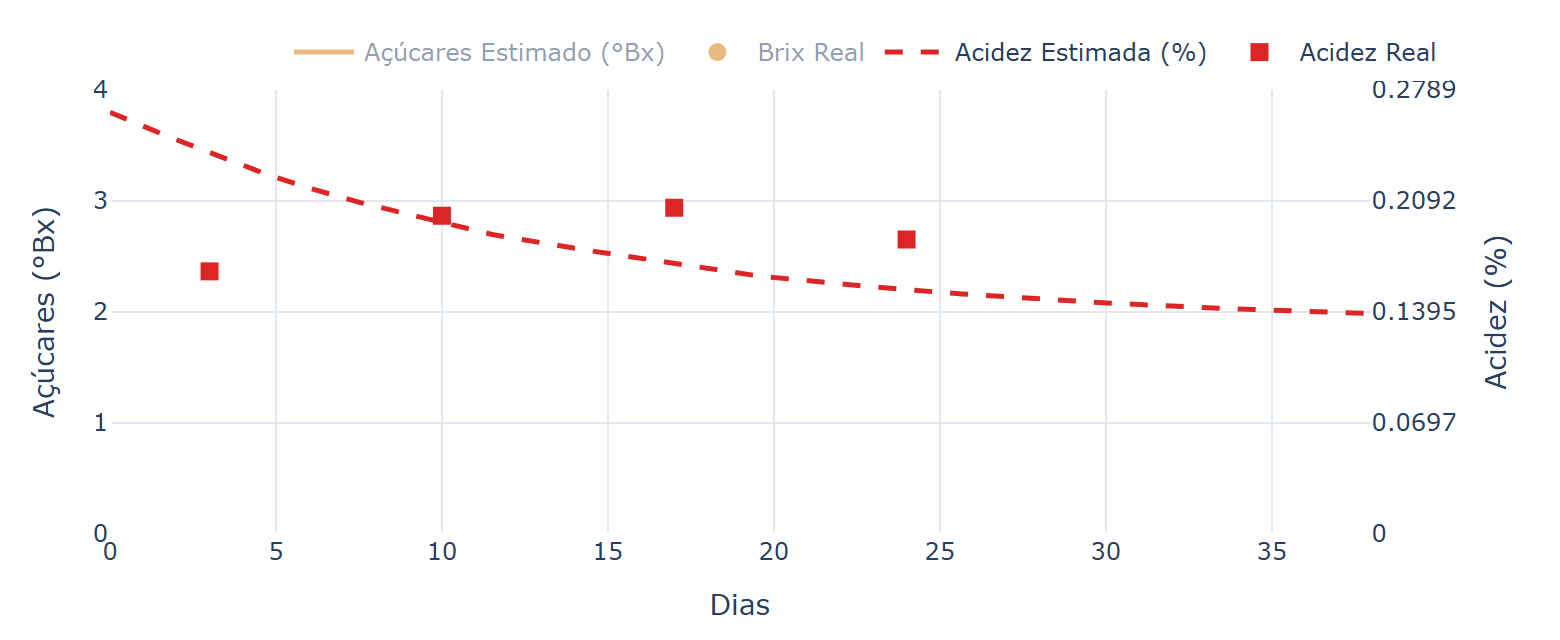 Açúcares Estimado (°Bx) Brix Real Acidez Estimada (%) Acidez Real
4 0.2789
3 0.2092
2 0.1395
1 0.0697
0 0
0 5 10 15 20 25 30 35
Dias
Açúcares (°Bx)
Acidez (%)